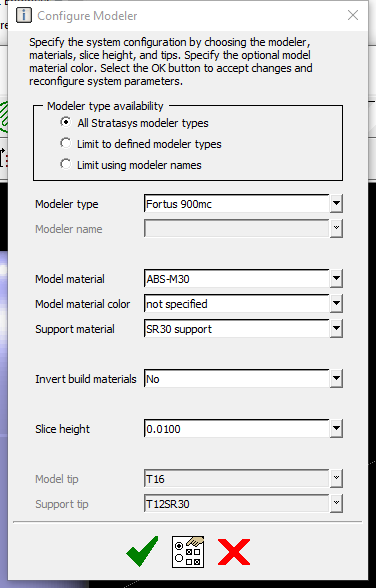 Configure Modeler
Specify the system configuration by choosing the modeler,
materials, slice height, and tips. Specify the optional model
material color. Select the OK button to accept changes and
reconfigure system parameters.
Modeler type availability
All Stratasys modeler types
Limit to defined modeler types
Limit using modeler names
Modeler type Fortus 900mc
Modeler name
Model material ABS-M30
Model material color not specified
Support material SR30 support
Invert build materials No
Slice height 0.0100
Model tip T16
Support tip T12SR30